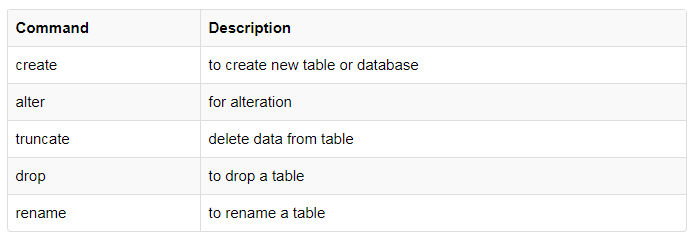 Command Description
create to create new table or database
alter for alteration
truncate delete data from table
drop to drop a table
rename to rename a table